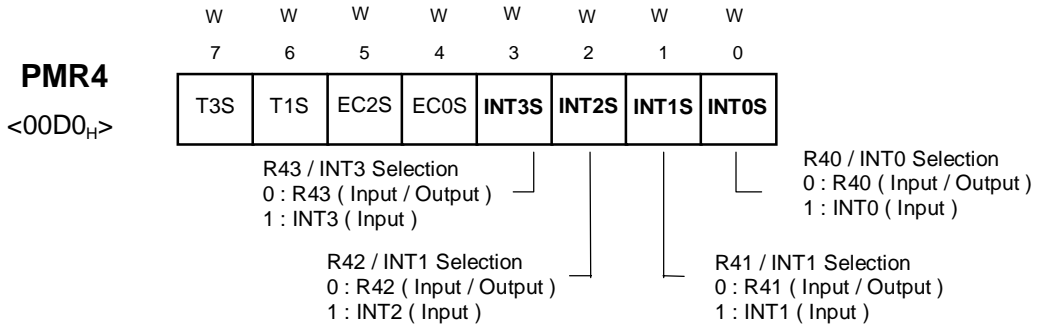 W W W W W W W W
7 6 5 4 3 2 1 0
PMR4
T3S T1S EC2S EC0S INT3S INT2S INT1S INT0S
<00D0H>
R43 / INT3 Selection
0 : R43 ( Input / Output )
1 : INT3 ( Input )
R40 / INT0 Selection
0 : R40 ( Input / Output )
1 : INT0 ( Input )
R42 / INT1 Selection
0 : R42 ( Input / Output )
1 : INT2 ( Input )
R41 / INT1 Selection
0 : R41 ( Input / Output )
1 : INT1 ( Input )